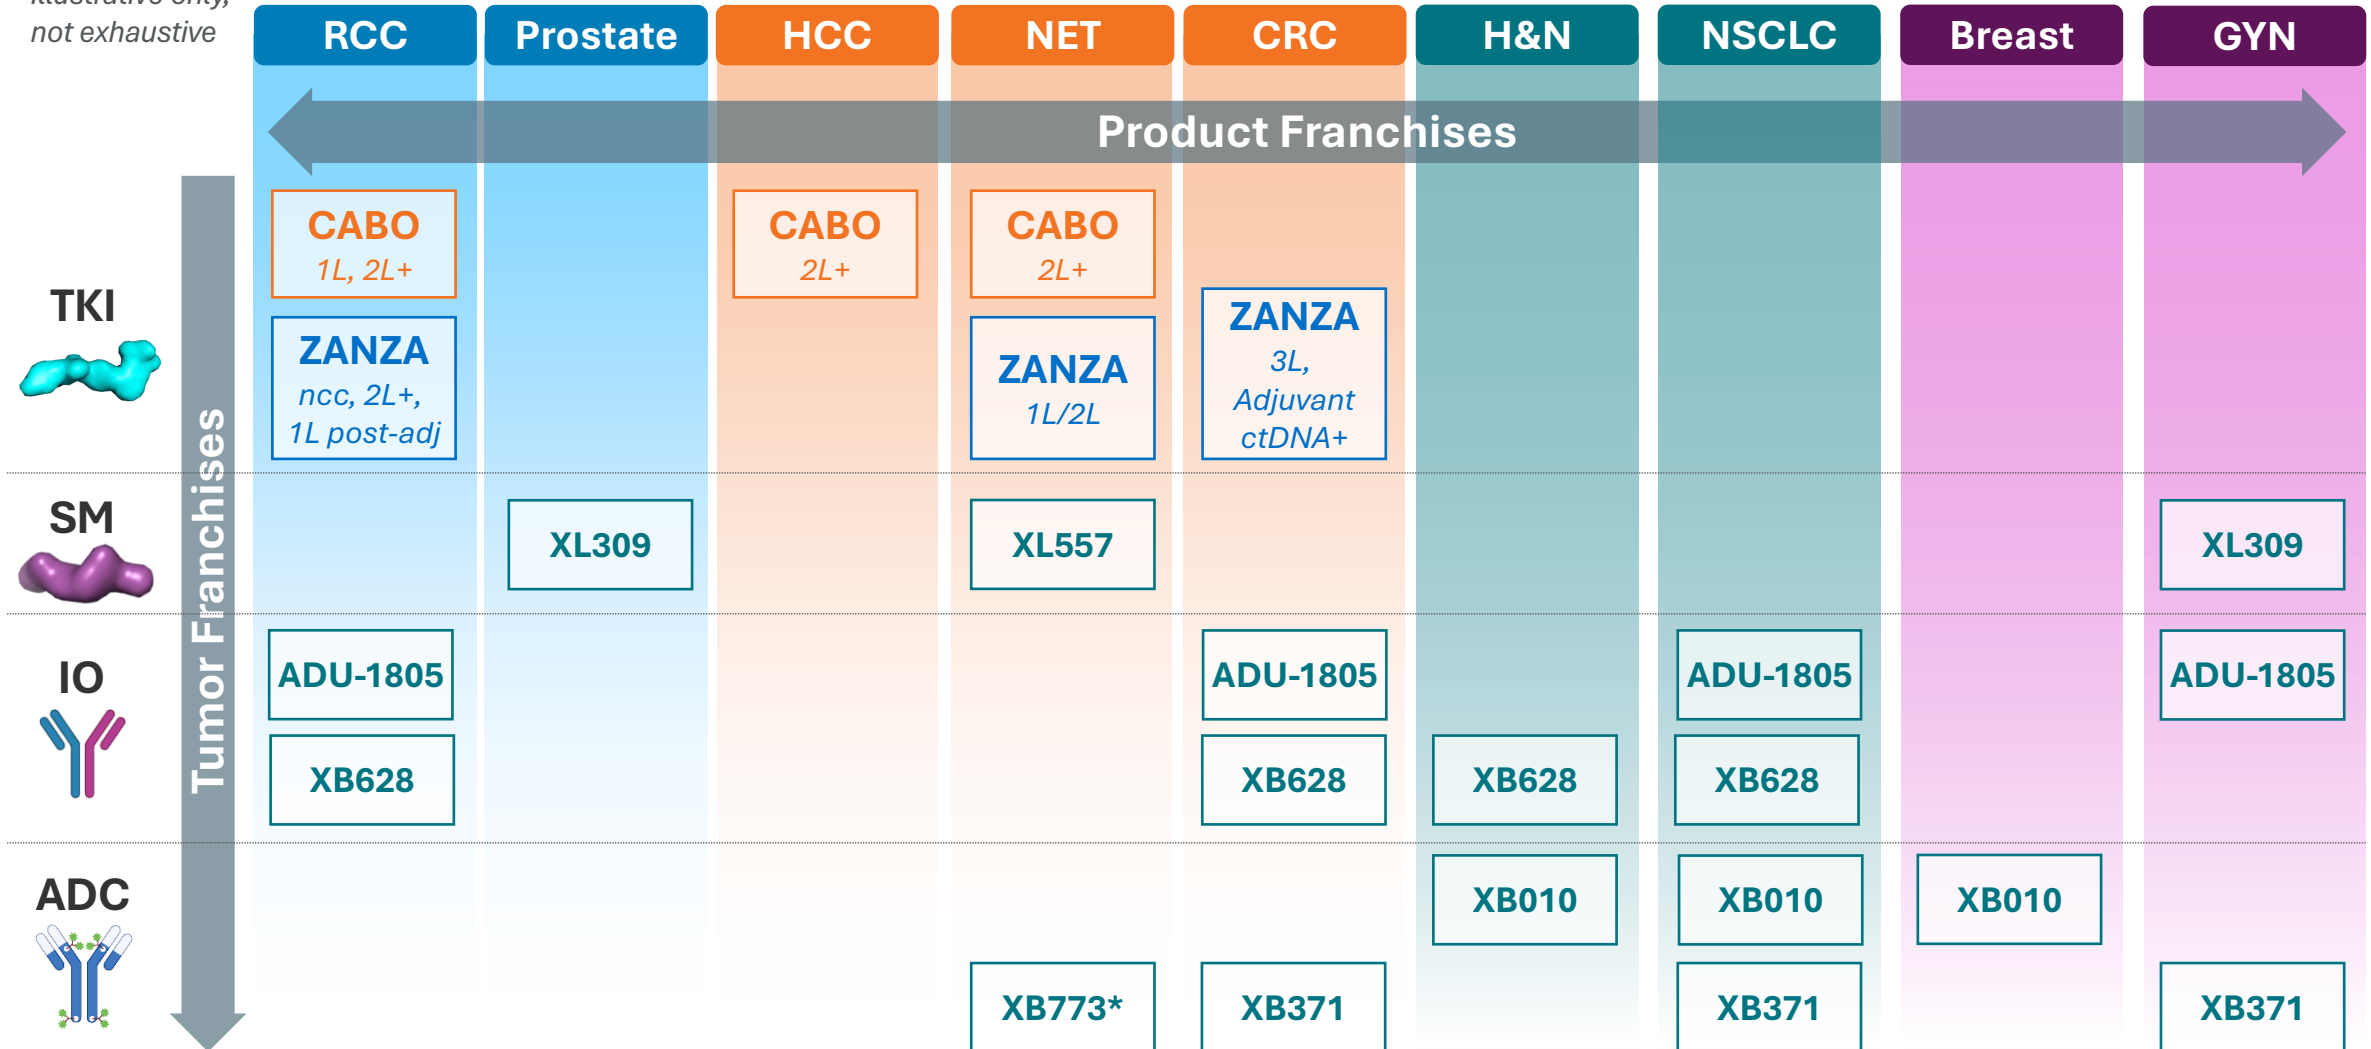 illustrative only,
not exhaustive
RCC
Prostate
HCC
NET
CRC
H&N
NSCLC
Breast
GYN
Product Franchises
Tumor Franchises
TKI
CABO
1L, 2L+
CABO
2L+
CABO
2L+
ZANZA
ncc, 2L+,
1L post-adj
ZANZA
1L/2L
ZANZA
3L,
Adjuvant
ctDNA+
SM
XL309
XL557
XL309
IO
ADU-1805
ADU-1805
ADU-1805
ADU-1805
XB628
XB628
XB628
XB628
ADC
XB010
XB010
XB010
XB773*
XB371
XB371
XB371